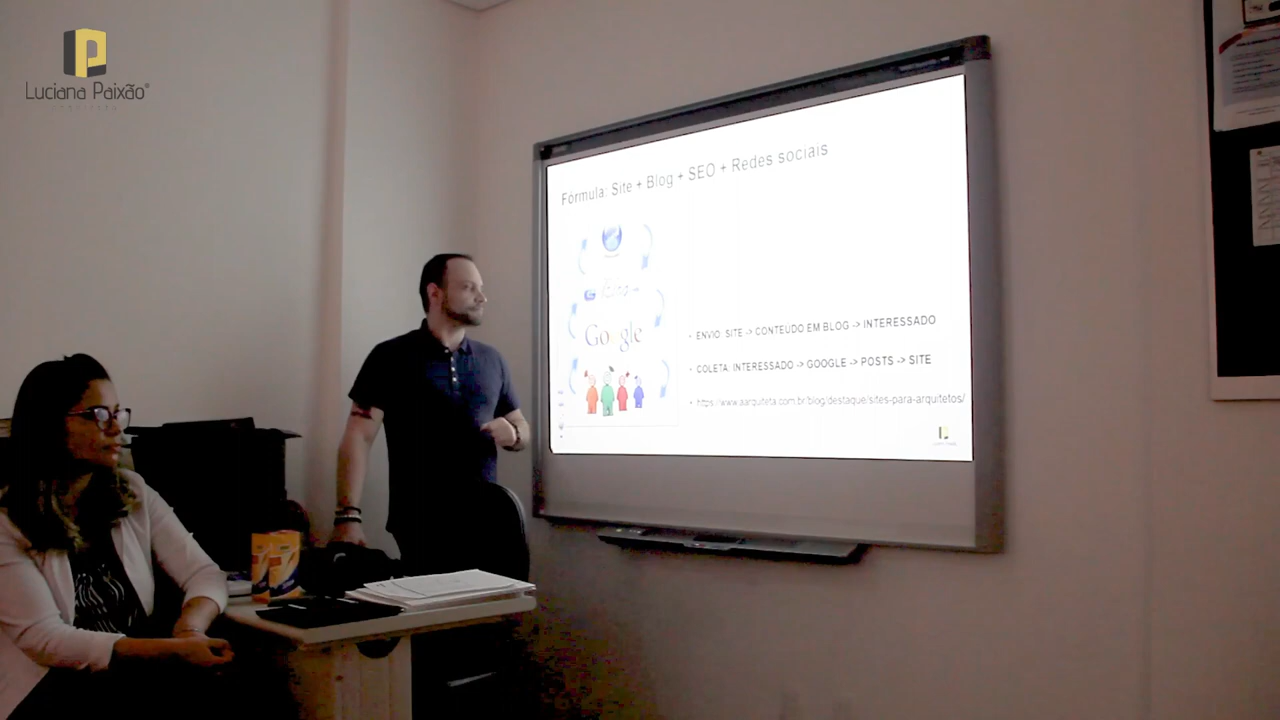 Luciana Paixão®
Fórmula: Site + Blog + SEO + Redes sociais
Blog
Google
• ENVIO: SITE -> CONTEÚDO EM BLOG -> INTERESSADO
• COLETA: INTERESSADO -> GOOGLE -> POSTS -> SITE
• https://www.aarquiteta.com.br/blog/destaque/sites-para-arquitetos/